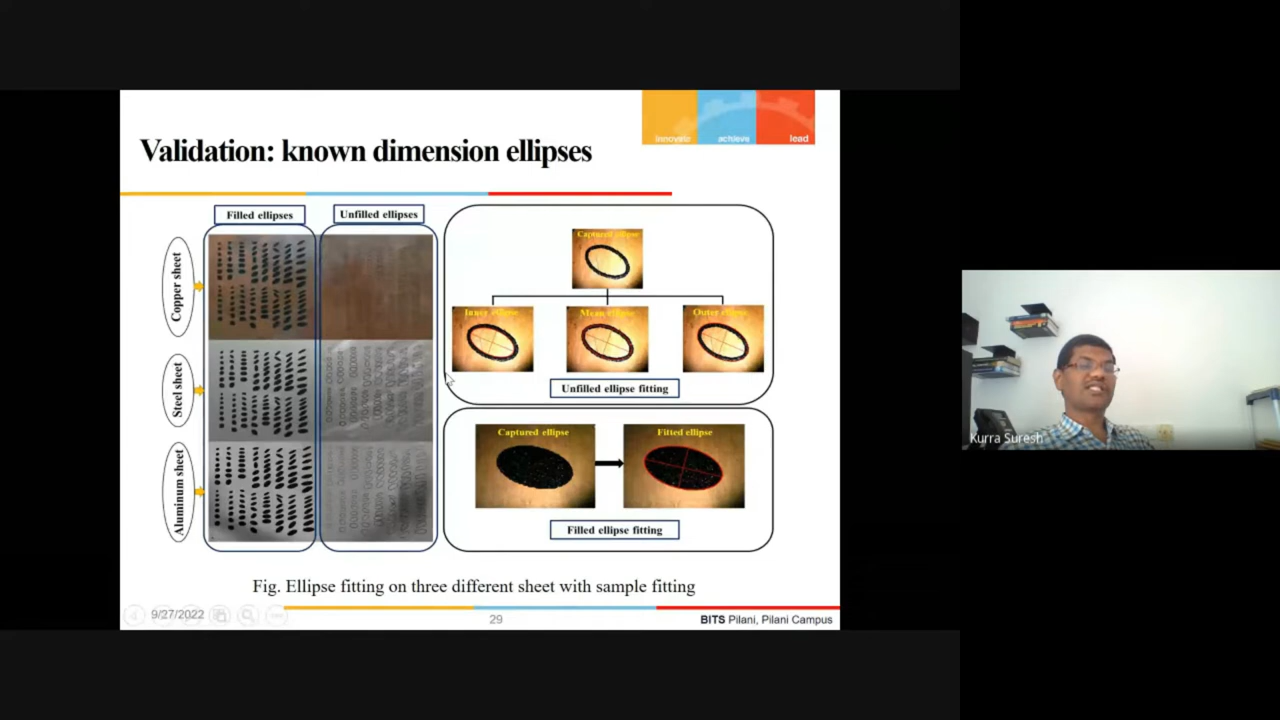 innovate achieve lead
Validation: known dimension ellipses
Filled ellipses
Unfilled ellipses
Copper sheet
Steel sheet
Aluminum sheet
Captured ellipse
Inner ellipse
Mean ellipse
Outer ellipse
Unfilled ellipse fitting
Captured ellipse
Fitted ellipse
Filled ellipse fitting
Fig. Ellipse fitting on three different sheet with sample fitting
9/27/2022
29
BITS Pilani, Pilani Campus
Kurra Suresh